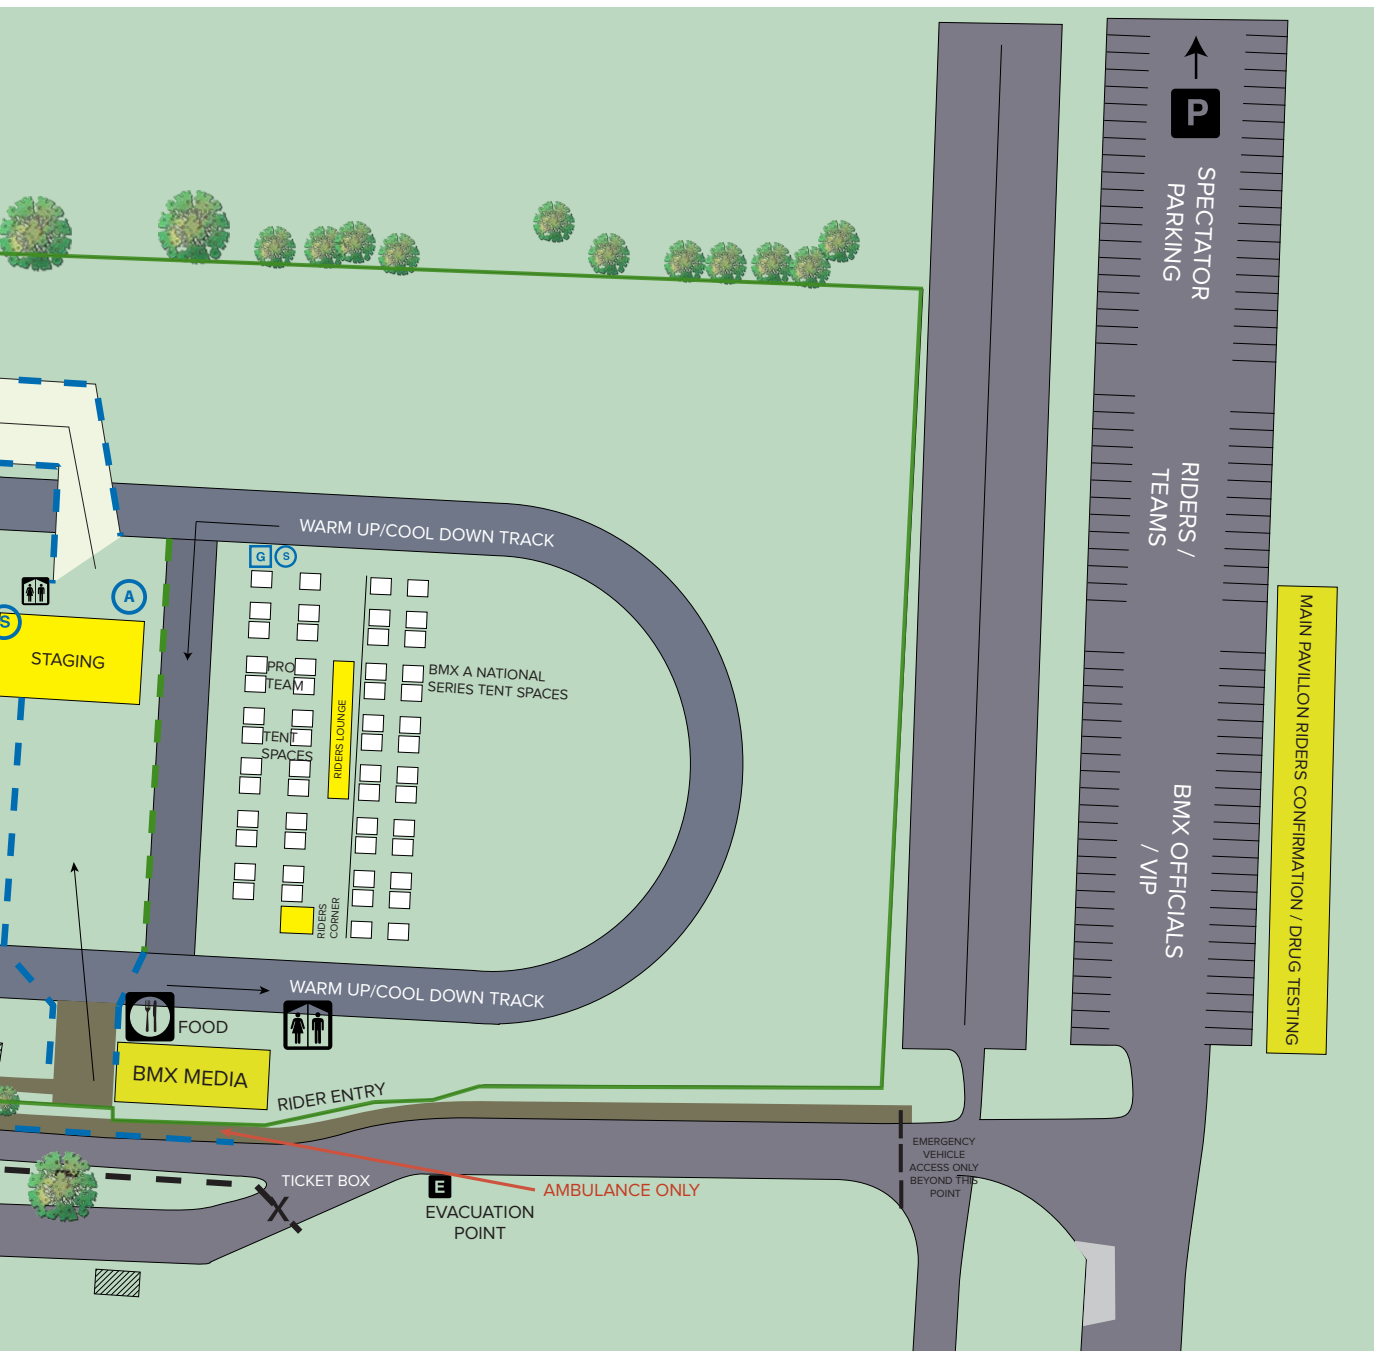 P
SPECTATOR
PARKING
RIDERS /
TEAMS
WARM UP/COOL DOWN TRACK
G
S
A
S
STAGING
PRO
TEAM
TENT
SPACES
RIDERS LOUNGE
BMX A NATIONAL
SERIES TENT SPACES
MAIN PAVILLON RIDERS CONFIRMATION / DRUG TESTING
BMX OFFICIALS
/ VIP
RIDERS
CORNER
WARM UP/COOL DOWN TRACK
FOOD
BMX MEDIA
RIDER ENTRY
EMERGENCY
VEHICLE
ACCESS ONLY
BEYOND THIS
POINT
TICKET BOX
X
E
AMBULANCE ONLY
EVACUATION
POINT